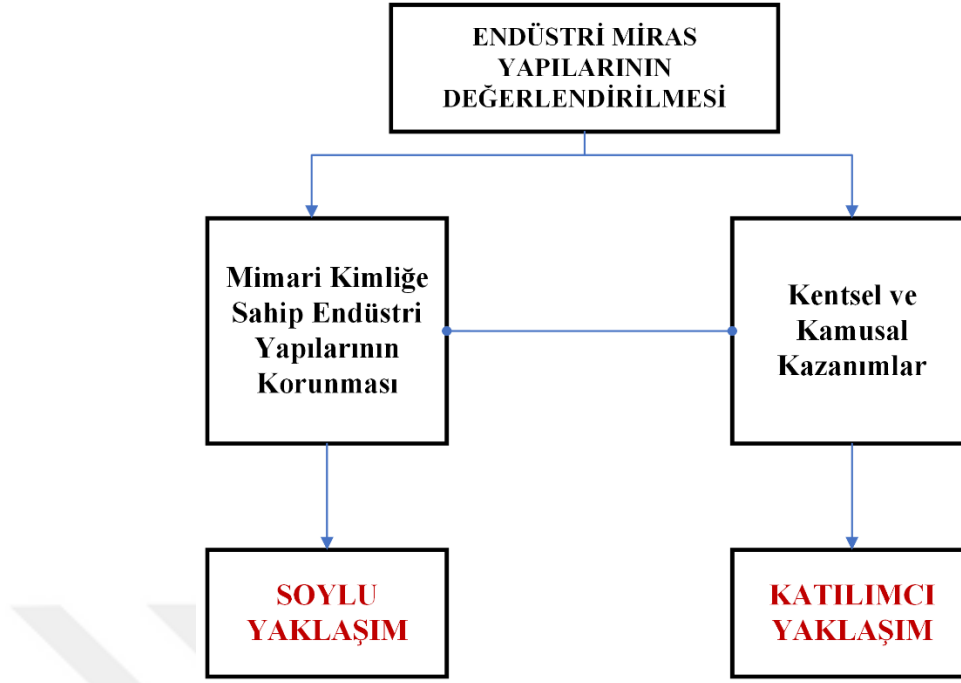 ENDÜSTRİ MİRAS
YAPILARININ
DEĞERLENDİRİLMESİ
Mimari Kimliğe
Sahip Endüstri
Yapılarının
Korunması
Kentsel ve
Kamusal
Kazanımlar
SOYLU
YAKLAŞIM
KATILIMCI
YAKLAŞIM